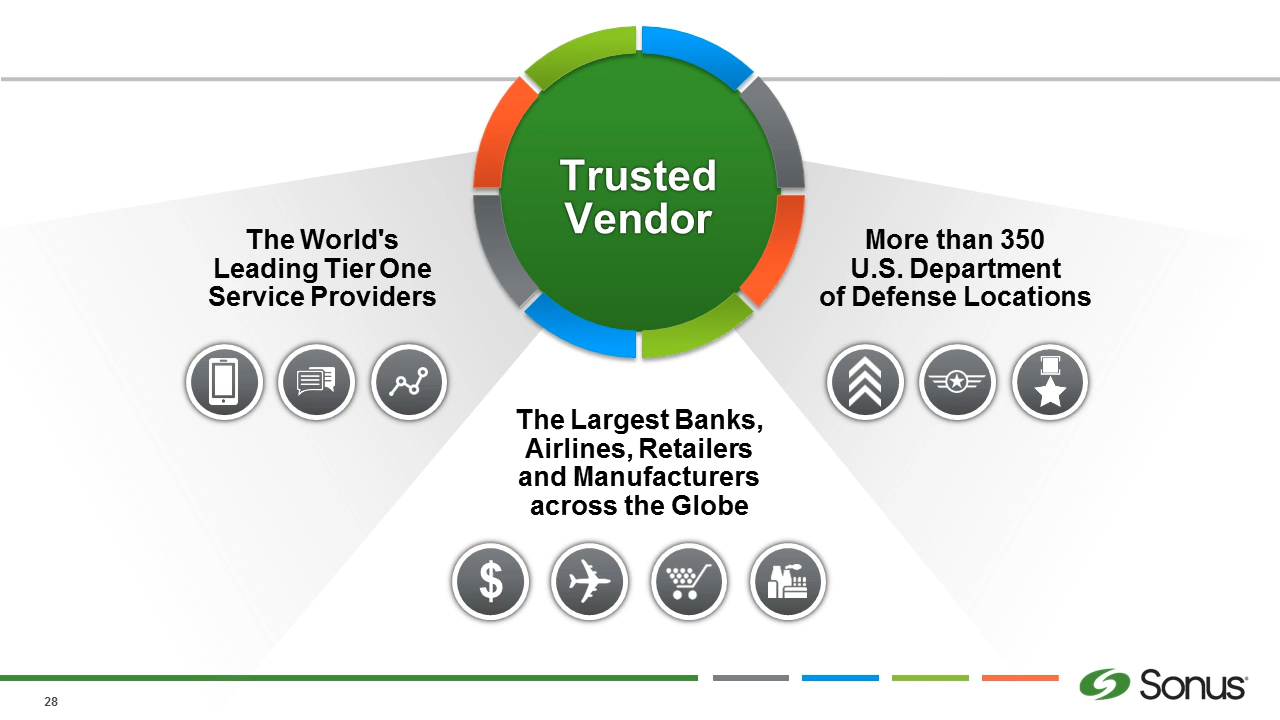 Trusted
Vendor
The World's
Leading Tier One
Service Providers
More than 350
U.S. Department
of Defense Locations
The Largest Banks,
Airlines, Retailers
and Manufacturers
across the Globe
$
28
Sonus